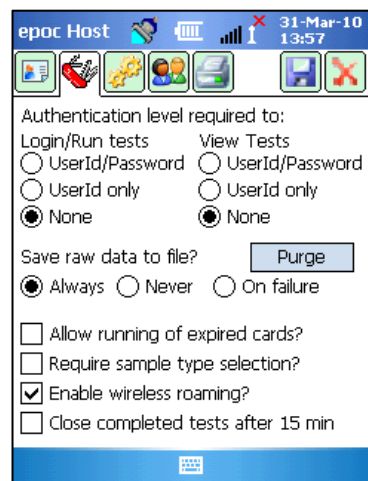 epoc Host 31-Mar-10
13:57
Authentication level required to:
Login/Run tests View Tests
UserId/Password UserId/Password
UserId only UserId only
None None
Save raw data to file? Purge
Always Never On failure
Allow running of expired cards?
Require sample type selection?
Enable wireless roaming?
Close completed tests after 15 min